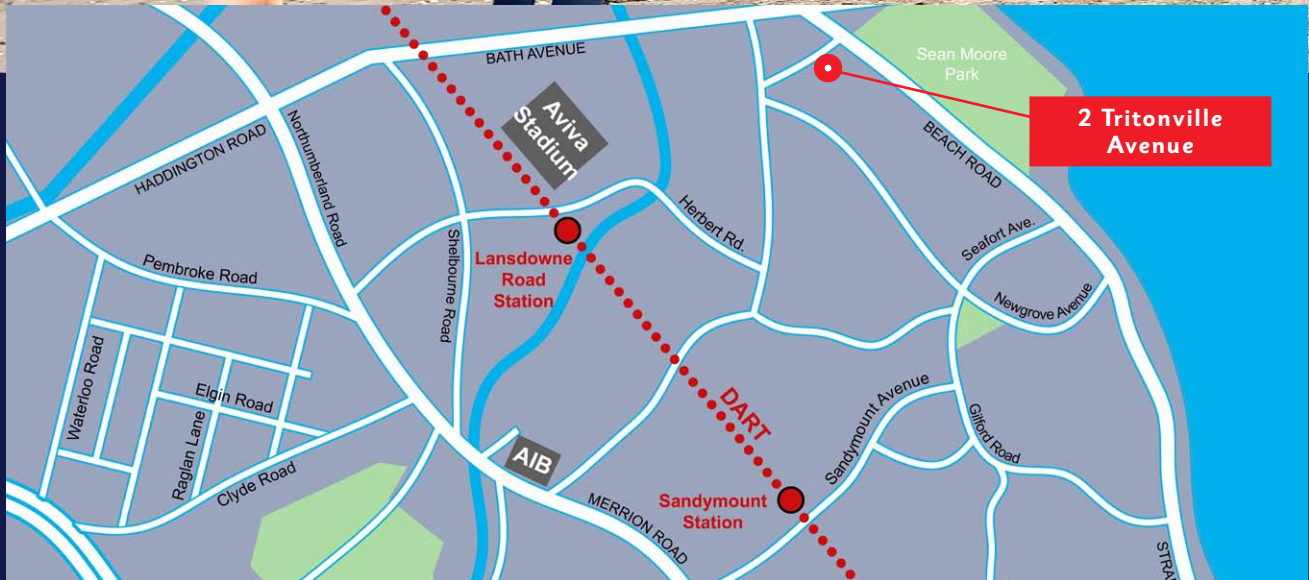 BATH AVENUE
Sean Moore
Park
2 Tritonville
Avenue
Aviva
Stadium
HADDINGTON ROAD
Northumberland Road
BEACH ROAD
Herbert Rd.
Seafort Ave.
Lansdowne
Road
Station
Shelbourne Road
Pembroke Road
Newgrove Avenue
Waterloo Road
Elgin Road
Raglan Lane
DART
Sandymount Avenue
Gilford Road
Clyde Road
AIB
MERRION ROAD
Sandymount
Station
STRA